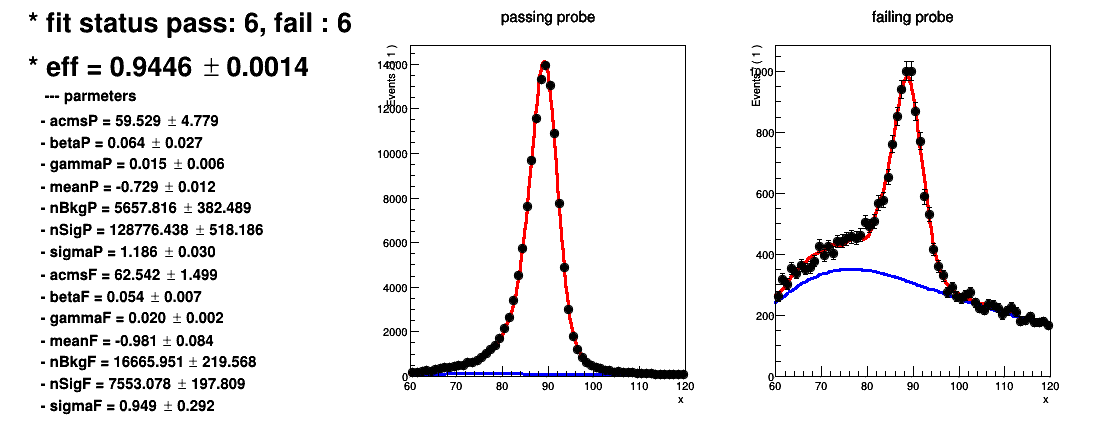 * fit status pass: 6, fail : 6
* eff = 0.9446 ± 0.0014
--- parmeters
- acmsP = 59.529 ± 4.779
- betaP = 0.064 ± 0.027
- gammaP = 0.015 ± 0.006
- meanP = -0.729 ± 0.012
- nBkgP = 5657.816 ± 382.489
- nSigP = 128776.438 ± 518.186
- sigmaP = 1.186 ± 0.030
- acmsF = 62.542 ± 1.499
- betaF = 0.054 ± 0.007
- gammaF = 0.020 ± 0.002
- meanF = -0.981 ± 0.084
- nBkgF = 16665.951 ± 219.568
- nSigF = 7553.078 ± 197.809
- sigmaF = 0.949 ± 0.292
passing probe
Events / ( 1 )
14000
12000
10000
8000
6000
4000
2000
0
60 70 80 90 100 110 120
x
failing probe
Events / ( 1 )
1000
800
600
400
200
0
60 70 80 90 100 110 120
x